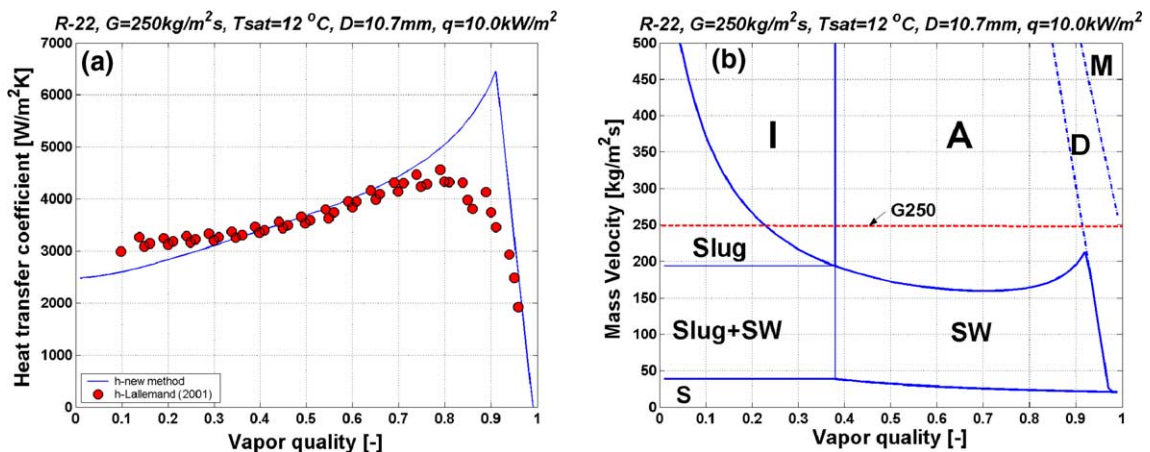 R-22, G=250kg/m²s, Tsat=12 °C, D=10.7mm, q=10.0kW/m²
(a)
Heat transfer coefficient [W/m²K]
7000
6000
5000
4000
3000
2000
1000
0
h-new method
h-Lallemand (2001)
0 0.1 0.2 0.3 0.4 0.5 0.6 0.7 0.8 0.9 1
Vapor quality [-]
R-22, G=250kg/m²s, Tsat=12 °C, D=10.7mm, q=10.0kW/m²
(b)
Mass Velocity [kg/m²s]
500
450
400
350
300
250
200
150
100
50
0
M
I
A
D
G250
Slug
Slug+SW
SW
S
0 0.1 0.2 0.3 0.4 0.5 0.6 0.7 0.8 0.9 1
Vapor quality [-]